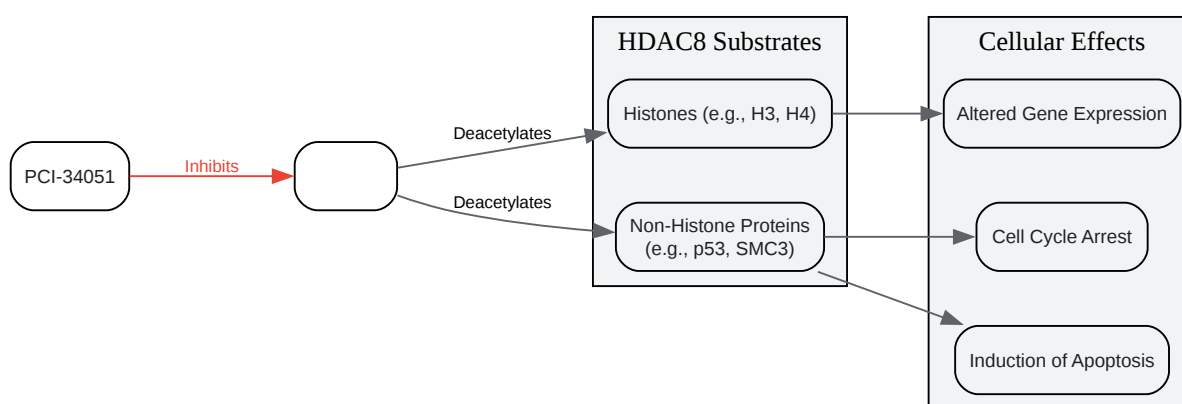 HDAC8 Substrates
Cellular Effects
Histones (e.g., H3, H4)
Altered Gene Expression
Deacetylates
PCI-34051
Inhibits
Deacetylates
Non-Histone Proteins
(e.g., p53, SMC3)
Cell Cycle Arrest
Induction of Apoptosis